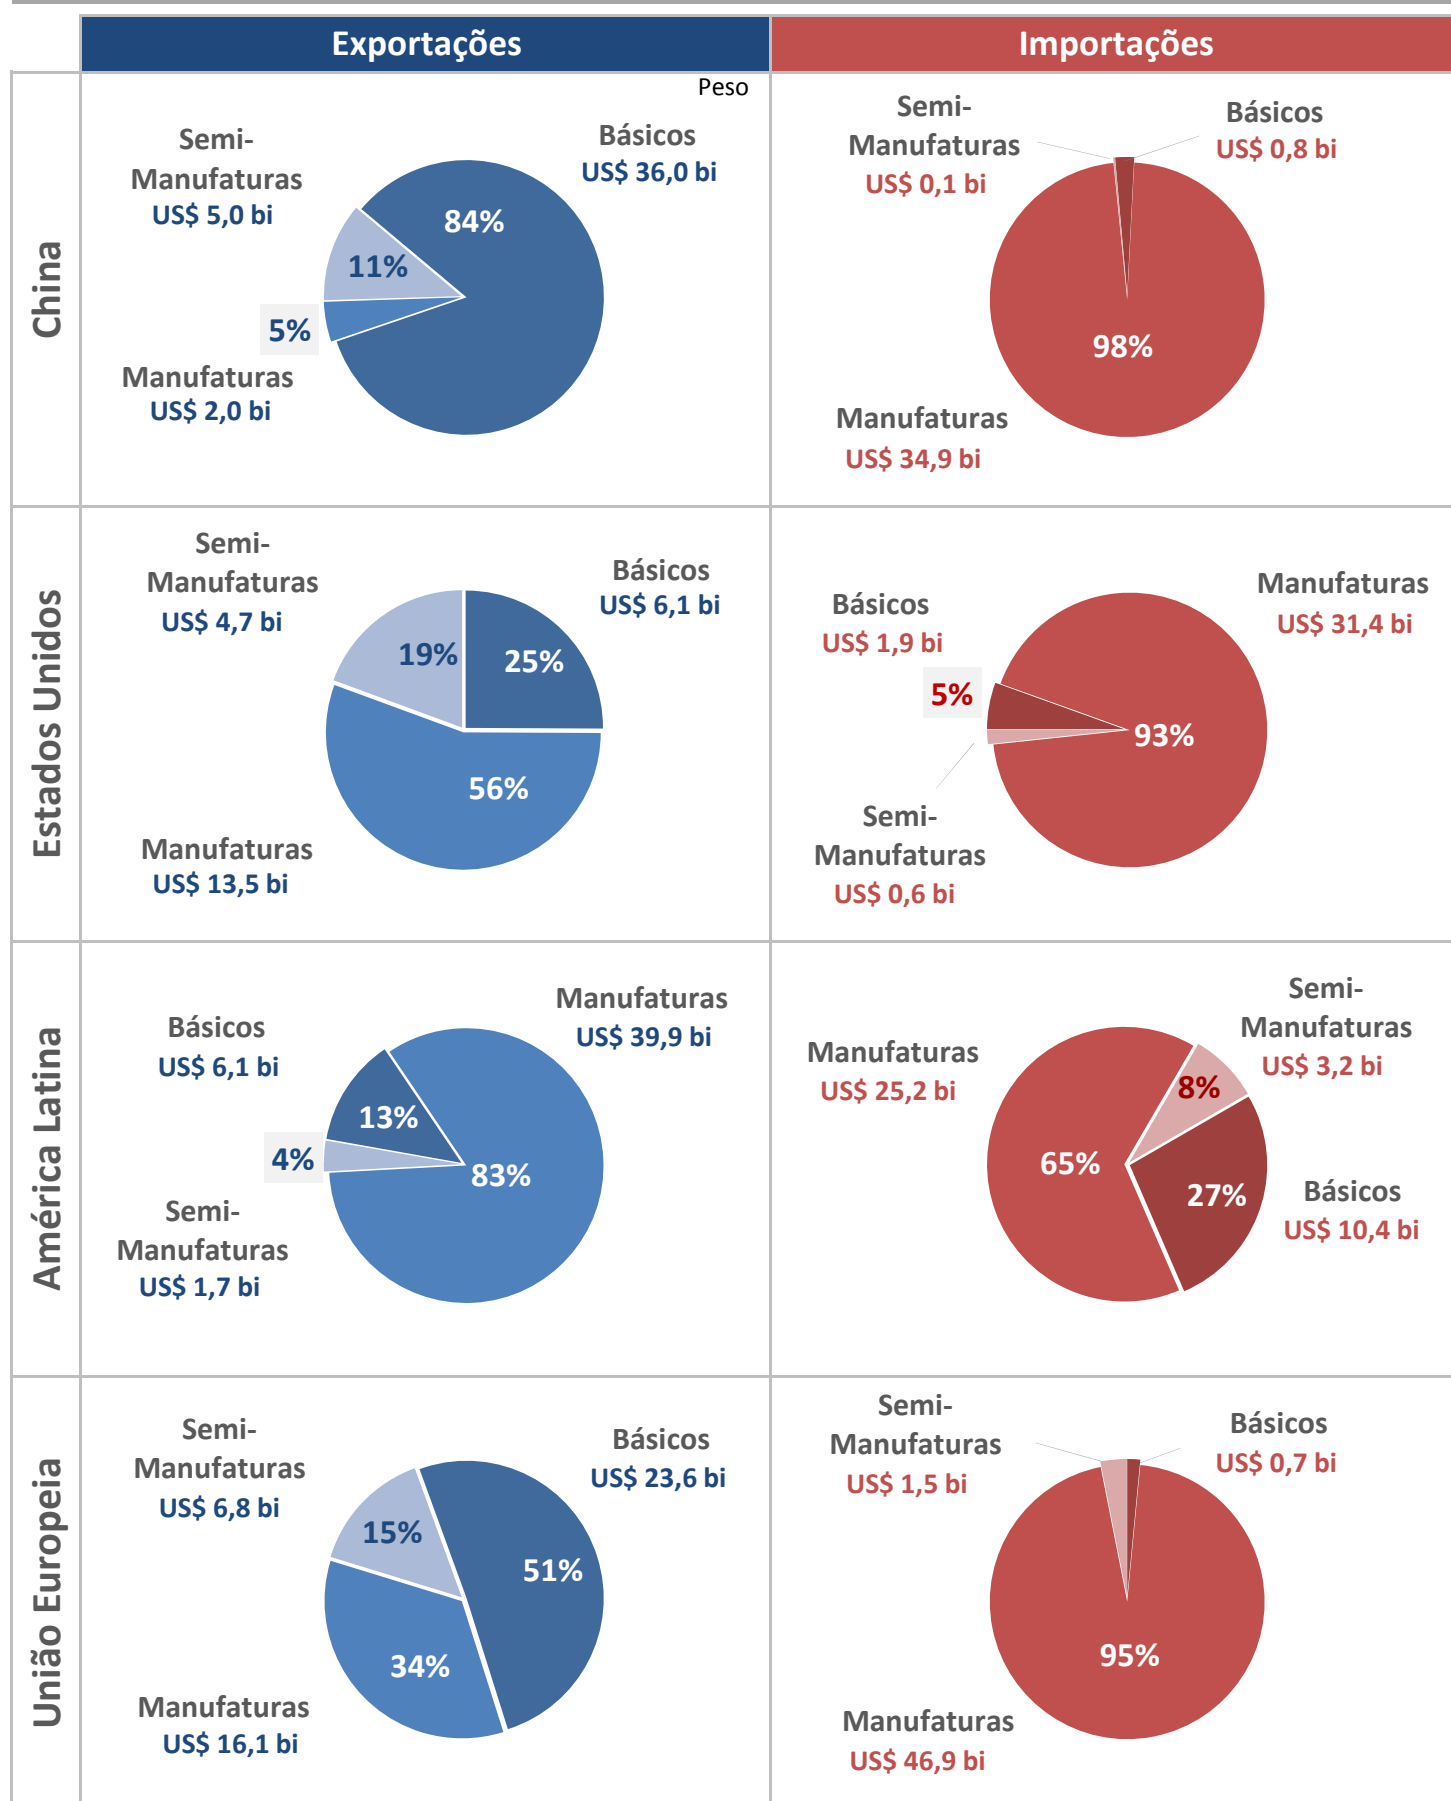 Exportações
Importações
China
Peso
Semi-
Manufaturas
US$ 5,0 bi
Básicos
US$ 36,0 bi
84%
11%
5%
Manufaturas
US$ 2,0 bi
Semi-
Manufaturas
US$ 0,1 bi
Básicos
US$ 0,8 bi
98%
Manufaturas
US$ 34,9 bi
Estados Unidos
Semi-
Manufaturas
US$ 4,7 bi
Básicos
US$ 6,1 bi
19%
25%
56%
Manufaturas
US$ 13,5 bi
Básicos
US$ 1,9 bi
Manufaturas
US$ 31,4 bi
5%
93%
Semi-
Manufaturas
US$ 0,6 bi
América Latina
Básicos
US$ 6,1 bi
Manufaturas
US$ 39,9 bi
13%
4%
83%
Semi-
Manufaturas
US$ 1,7 bi
Manufaturas
US$ 25,2 bi
Semi-
Manufaturas
US$ 3,2 bi
8%
65%
27%
Básicos
US$ 10,4 bi
União Europeia
Semi-
Manufaturas
US$ 6,8 bi
Básicos
US$ 23,6 bi
15%
51%
34%
Manufaturas
US$ 16,1 bi
Semi-
Manufaturas
US$ 1,5 bi
Básicos
US$ 0,7 bi
95%
Manufaturas
US$ 46,9 bi